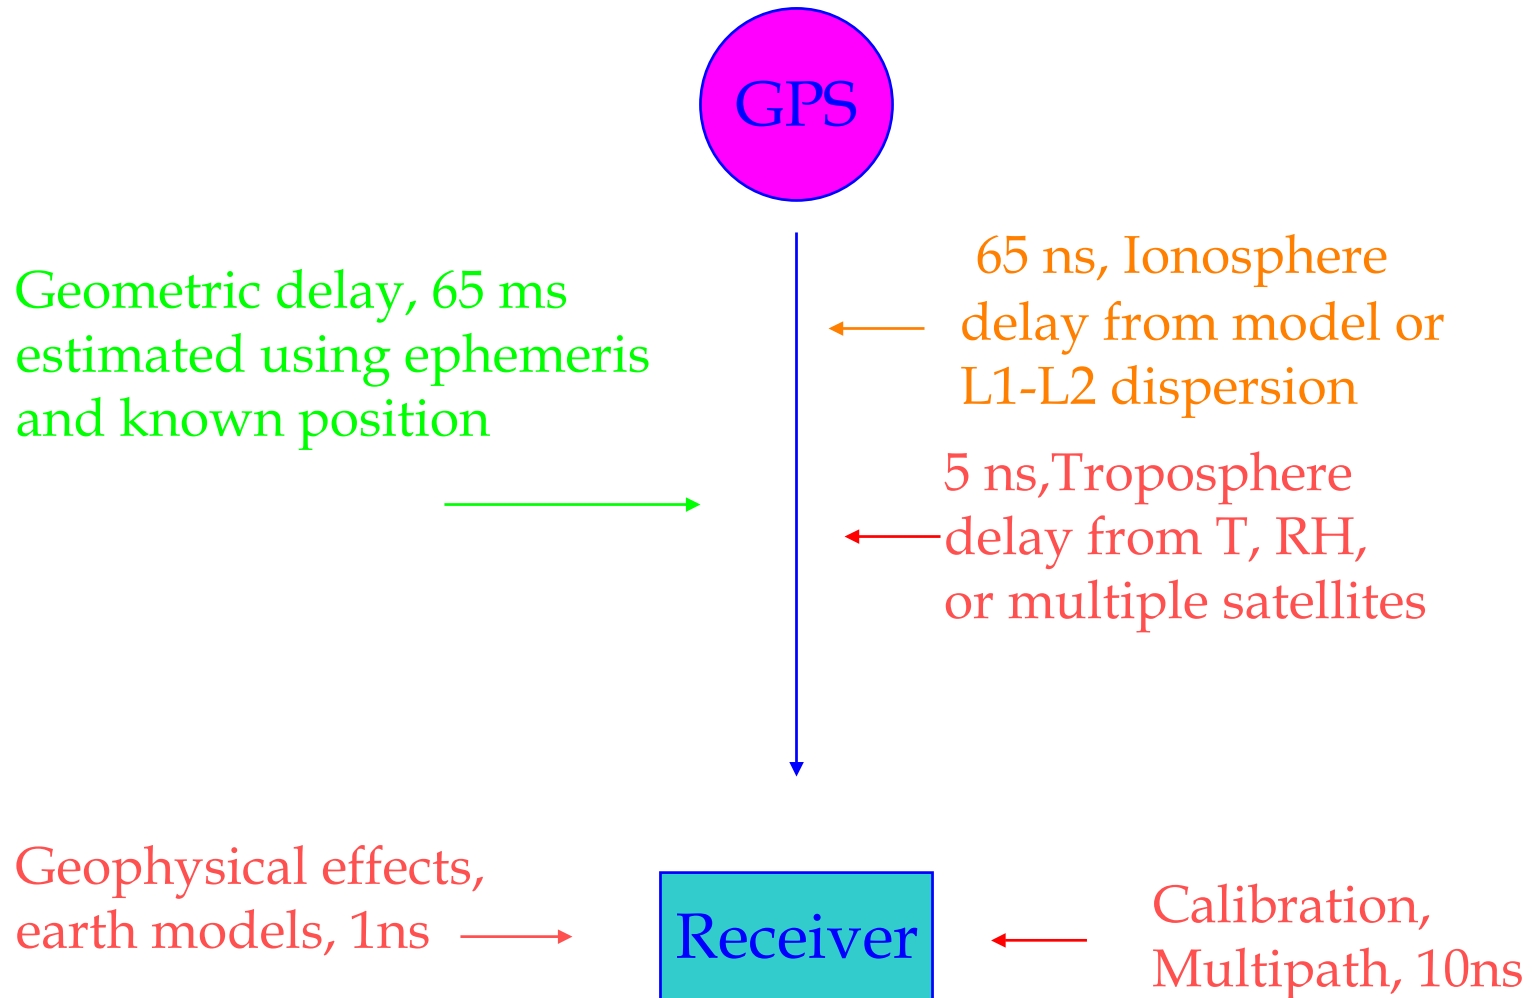 GPS
Geometric delay, 65 ms
estimated using ephemeris
and known position
65 ns, Ionosphere
delay from model or
L1-L2 dispersion
5 ns,Troposphere
delay from T, RH,
or multiple satellites
Geophysical effects,
earth models, 1ns
Receiver
Calibration,
Multipath, 10ns